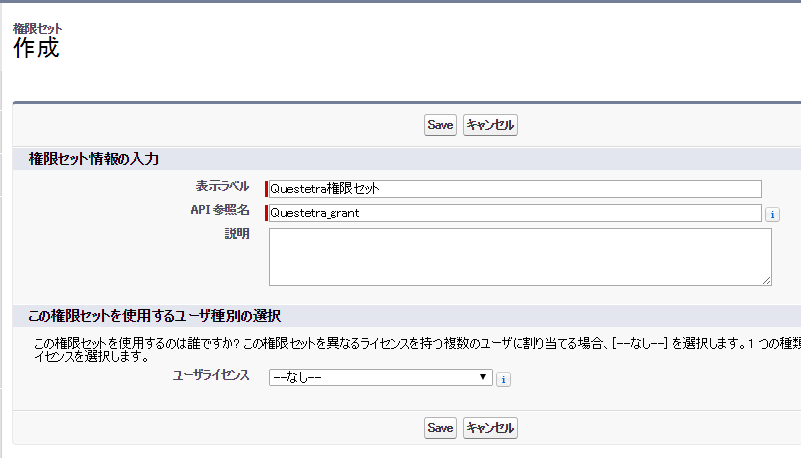 権限セット
作成
Save キャンセル
権限セット情報の入力
表示ラベル Questetra権限セット
API 参照名 Questetra_grant
説明
この権限セットを使用するユーザ種別の選択
この権限セットを使用するのは誰ですか? この権限セットを異なるライセンスを持つ複数のユーザに割り当てる場合、[--なし--] を選択します。1 つの種類
イセンスを選択します。
ユーザライセンス --なし--
Save キャンセル